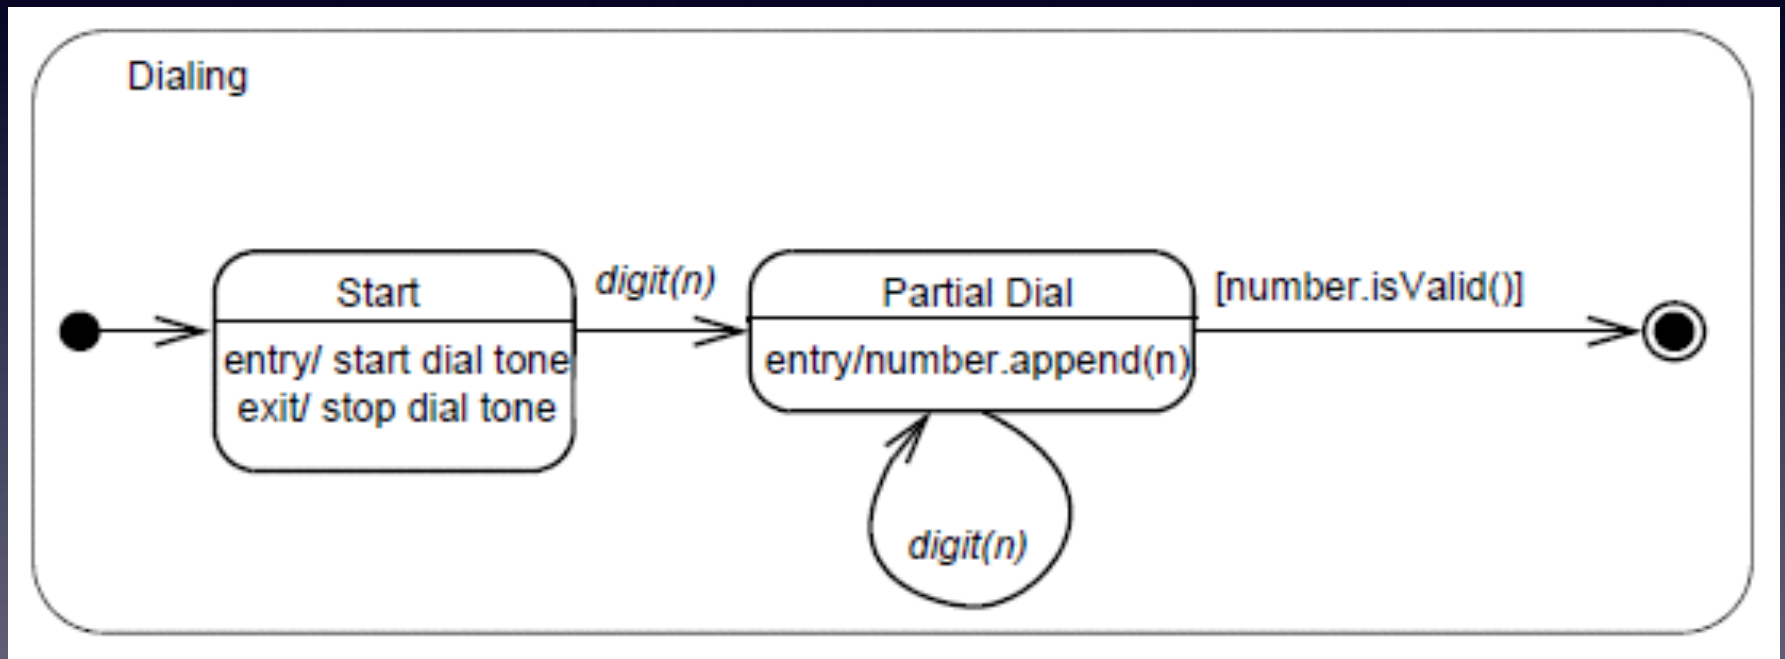 Dialing
Start
entry/ start dial tone
exit/ stop dial tone
digit(n)
Partial Dial
entry/number.append(n)
digit(n)
[number.isValid()]